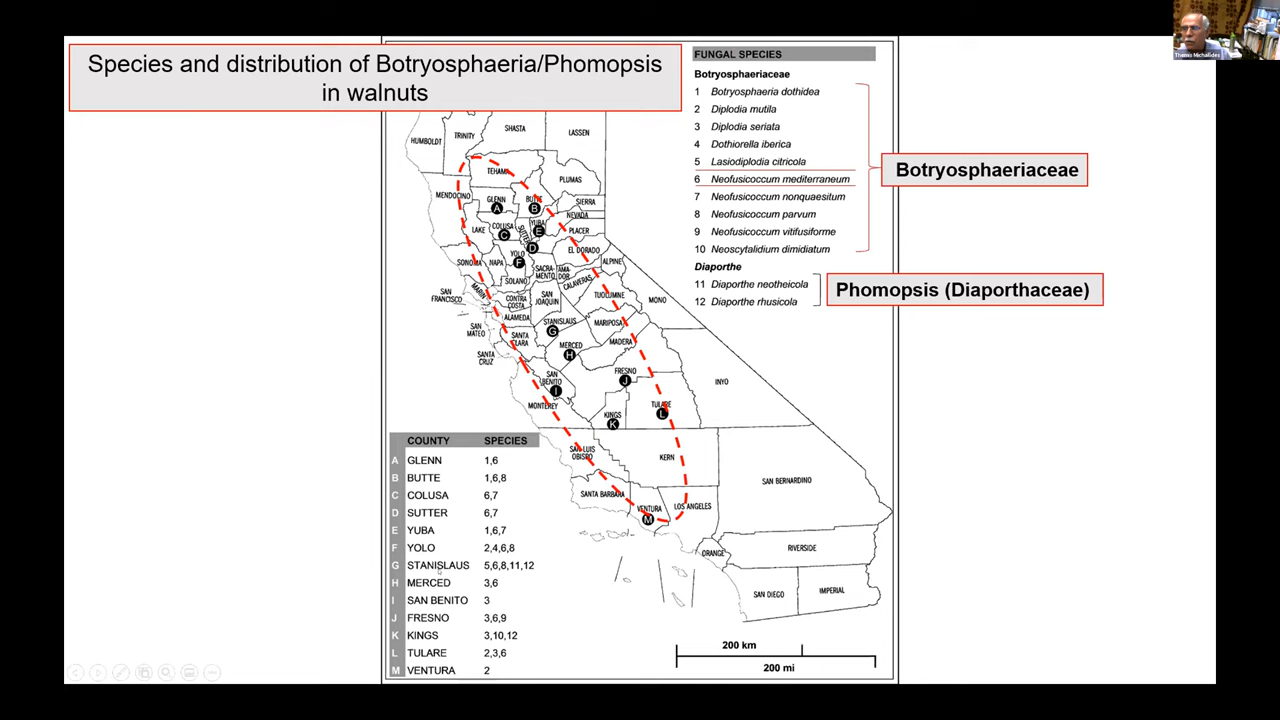 Species and distribution of Botryosphaeria/Phomopsis
in walnuts
Themis Michailides
FUNGAL SPECIES
Botryosphaeriaceae
1 Botryosphaeria dothidea
2 Diplodia mutila
3 Diplodia seriata
4 Dothiorella iberica
5 Lasiodiplodia citricola
6 Neofusicoccum mediterraneum
7 Neofusicoccum nonquaesitum
8 Neofusicoccum parvum
9 Neofusicoccum vitifusiforme
10 Neoscytalidium dimidiatum
Diaporthe
11 Diaporthe neotheicola
12 Diaporthe rhusicola
Botryosphaeriaceae
Phomopsis (Diaporthaceae)
HUMBOLDT
TRINITY
SHASTA
LASSEN
TEHAMA
PLUMAS
MENDOCINO
GLENN
A
BUTTE
B
SIERRA
NEVADA
LAKE
COLUSA
C
SUTTER
D
YUBA
E
PLACER
SONOMA
NAPA
YOLO
F
EL DORADO
SACRA-
MENTO
AMA-
DOR
ALPINE
SOLANO
CALAVERAS
MARIN
SAN
FRANCISCO
CONTRA
COSTA
SAN
JOAQUIN
TUOLUMNE
MONO
ALAMEDA
SAN
MATEO
STANISLAUS
G
MARIPOSA
SANTA
CLARA
SANTA
CRUZ
MERCED
H
MADERA
SAN
BENITO
I
FRESNO
J
INYO
MONTEREY
KINGS
K
TULARE
L
SAN LUIS
OBISPO
KERN
SAN BERNARDINO
SANTA BARBARA
VENTURA
M
LOS ANGELES
ORANGE
RIVERSIDE
SAN DIEGO
IMPERIAL
COUNTY SPECIES
A GLENN 1,6
B BUTTE 1,6,8
C COLUSA 6,7
D SUTTER 6,7
E YUBA 1,6,7
F YOLO 2,4,6,8
G STANISLAUS 5,6,8,11,12
H MERCED 3,6
I SAN BENITO 3
J FRESNO 3,6,9
K KINGS 3,10,12
L TULARE 2,3,6
M VENTURA 2
200 km
200 mi